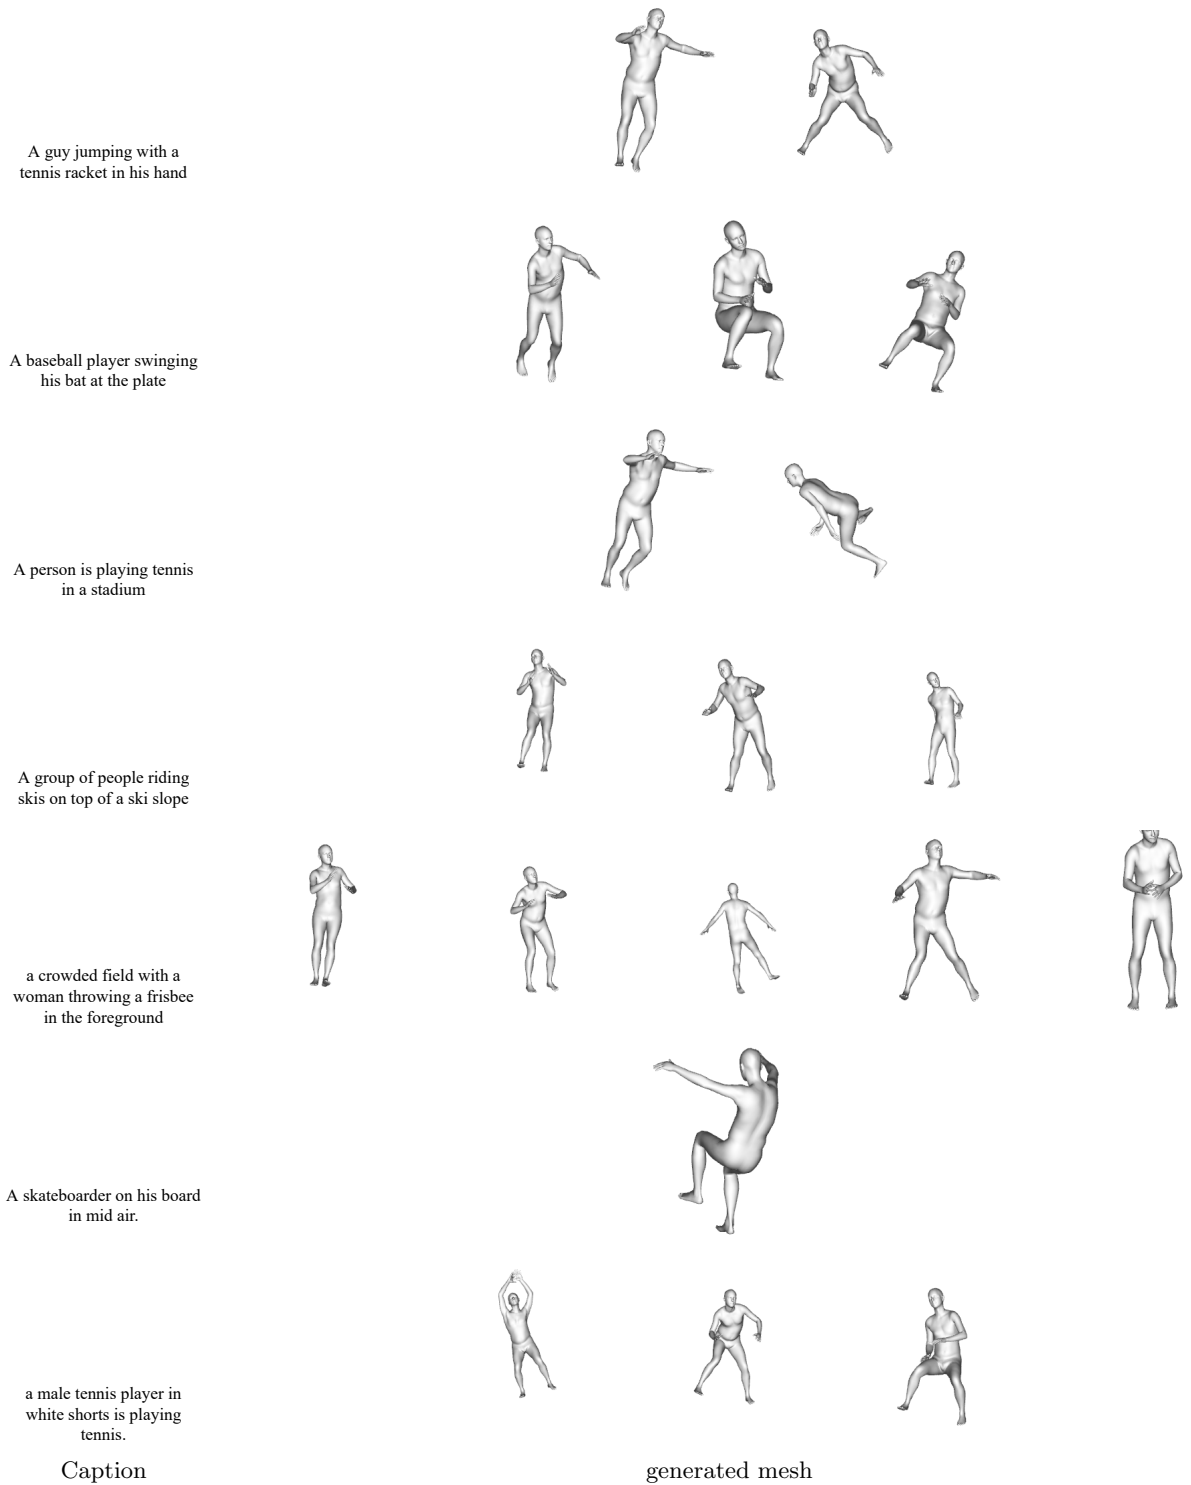 A guy jumping with a
tennis racket in his hand
A baseball player swinging
his bat at the plate
A person is playing tennis
in a stadium
A group of people riding
skis on top of a ski slope
a crowded field with a
woman throwing a frisbee
in the foreground
A skateboarder on his board
in mid air.
a male tennis player in
white shorts is playing
tennis.
Caption
generated mesh